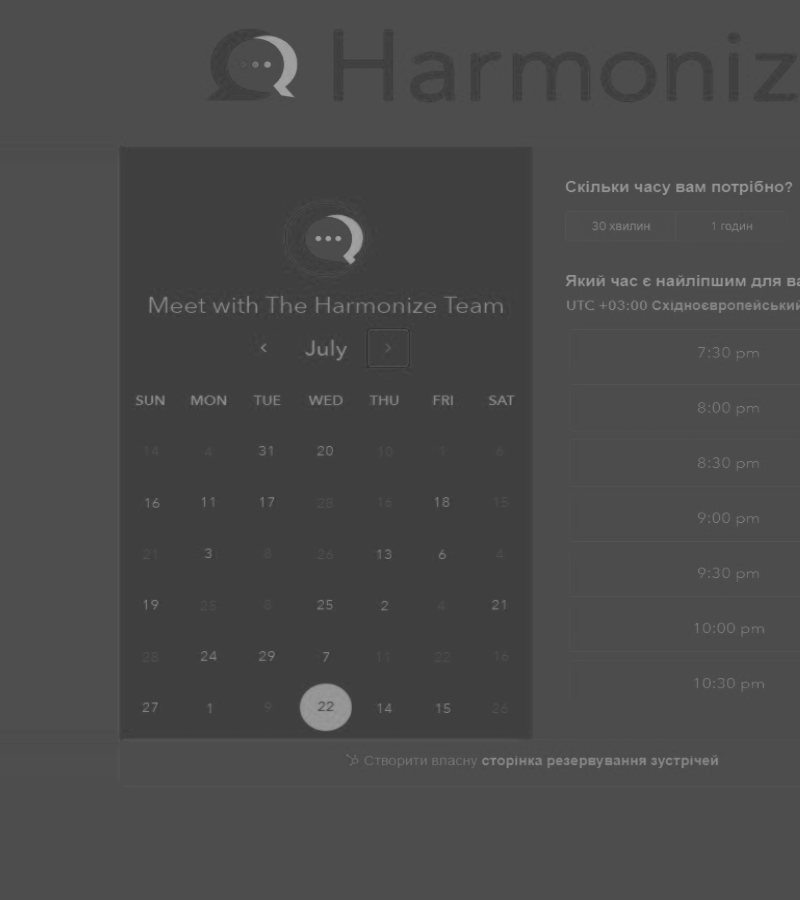 Harmoniz
Meet with The Harmonize Team
July
SUN MON TUE WED THU FRI SAT
14 4 31 20 10 1 6
16 11 17 28 16 18 15
21 3 8 26 13 6 4
19 25 8 25 2 4 21
28 24 29 7 11 22 16
27 1 9 22 14 15 26
Скільки часу вам потрібно?
30 хвилин 1 годин
Який час є найліпшим для ва
UTC +03:00 Східноєвропейський
7:30 pm
8:00 pm
8:30 pm
9:00 pm
9:30 pm
10:00 pm
10:30 pm
Створити власну сторінка резервування зустрічей